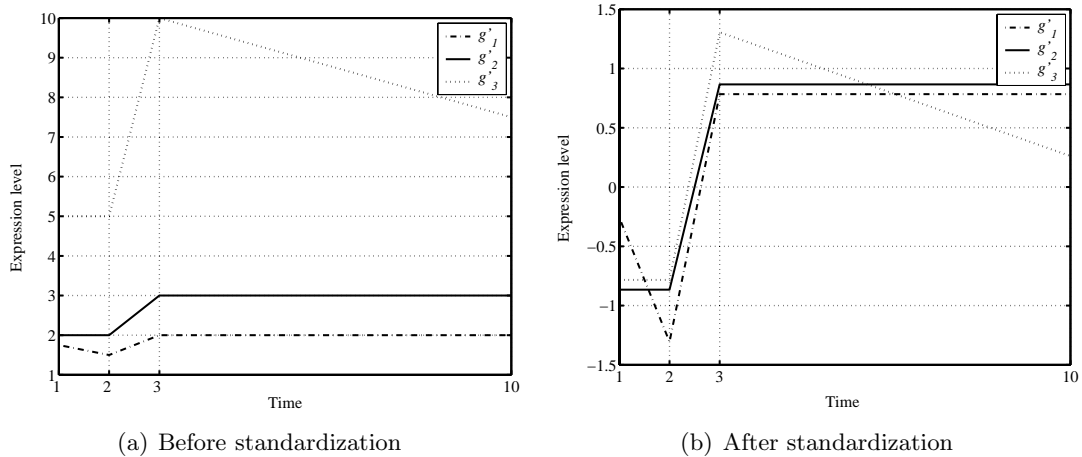 10
9
8
7
6
5
4
3
2
1
1
2
3
10
Expression level
Time
g'1
g'2
g'3
(a) Before standardization
1.5
1
0.5
0
−0.5
−1
−1.5
1
2
3
10
Expression level
Time
g'1
g'2
g'3
(b) After standardization